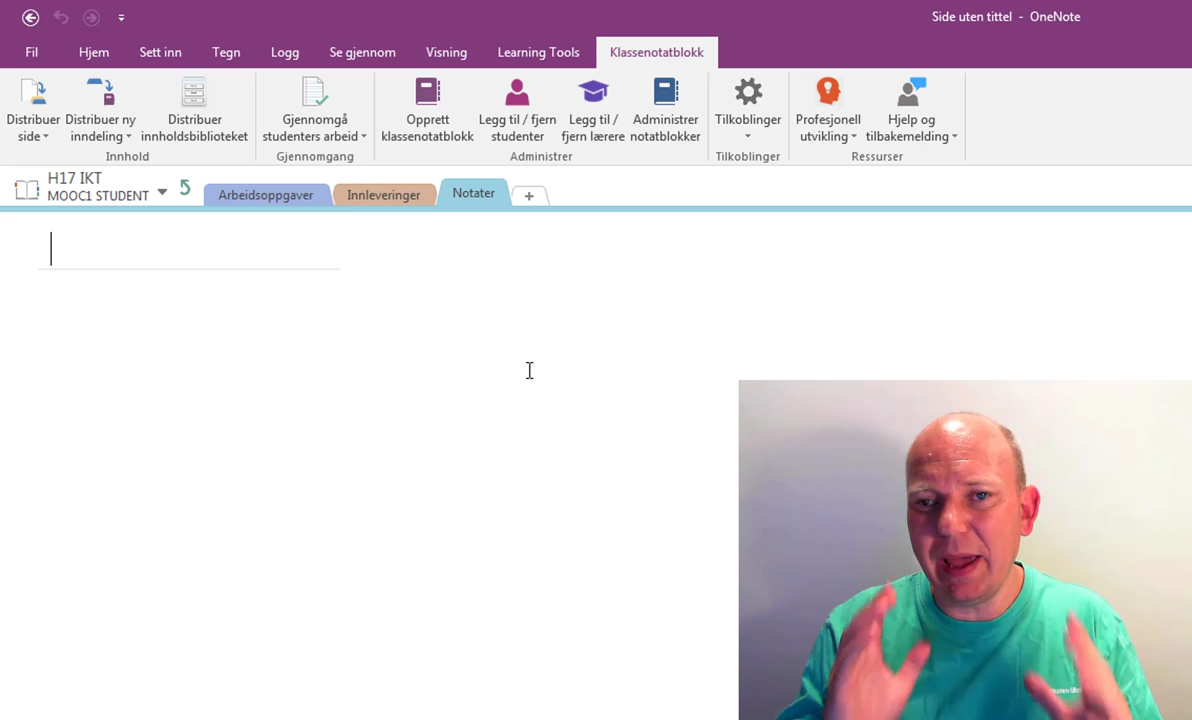 Side uten tittel - OneNote
Fil Hjem Sett inn Tegn Logg Se gjennom Visning Learning Tools Klassenotatblokk
Distribuer side
Distribuer ny inndeling
Distribuer innholdsbiblioteket
Gjennomgå studenters arbeid
Opprett klassenotatblokk
Legg til / fjern studenter
Legg til / fjern lærere
Administrer notatblokker
Tilkoblinger
Profesjonell utvikling
Hjelp og tilbakemelding
Innhold Gjennomgang Administrer Tilkoblinger Ressurser
H17 IKT
MOOC1 STUDENT
Arbeidsoppgaver Innleveringer Notater +